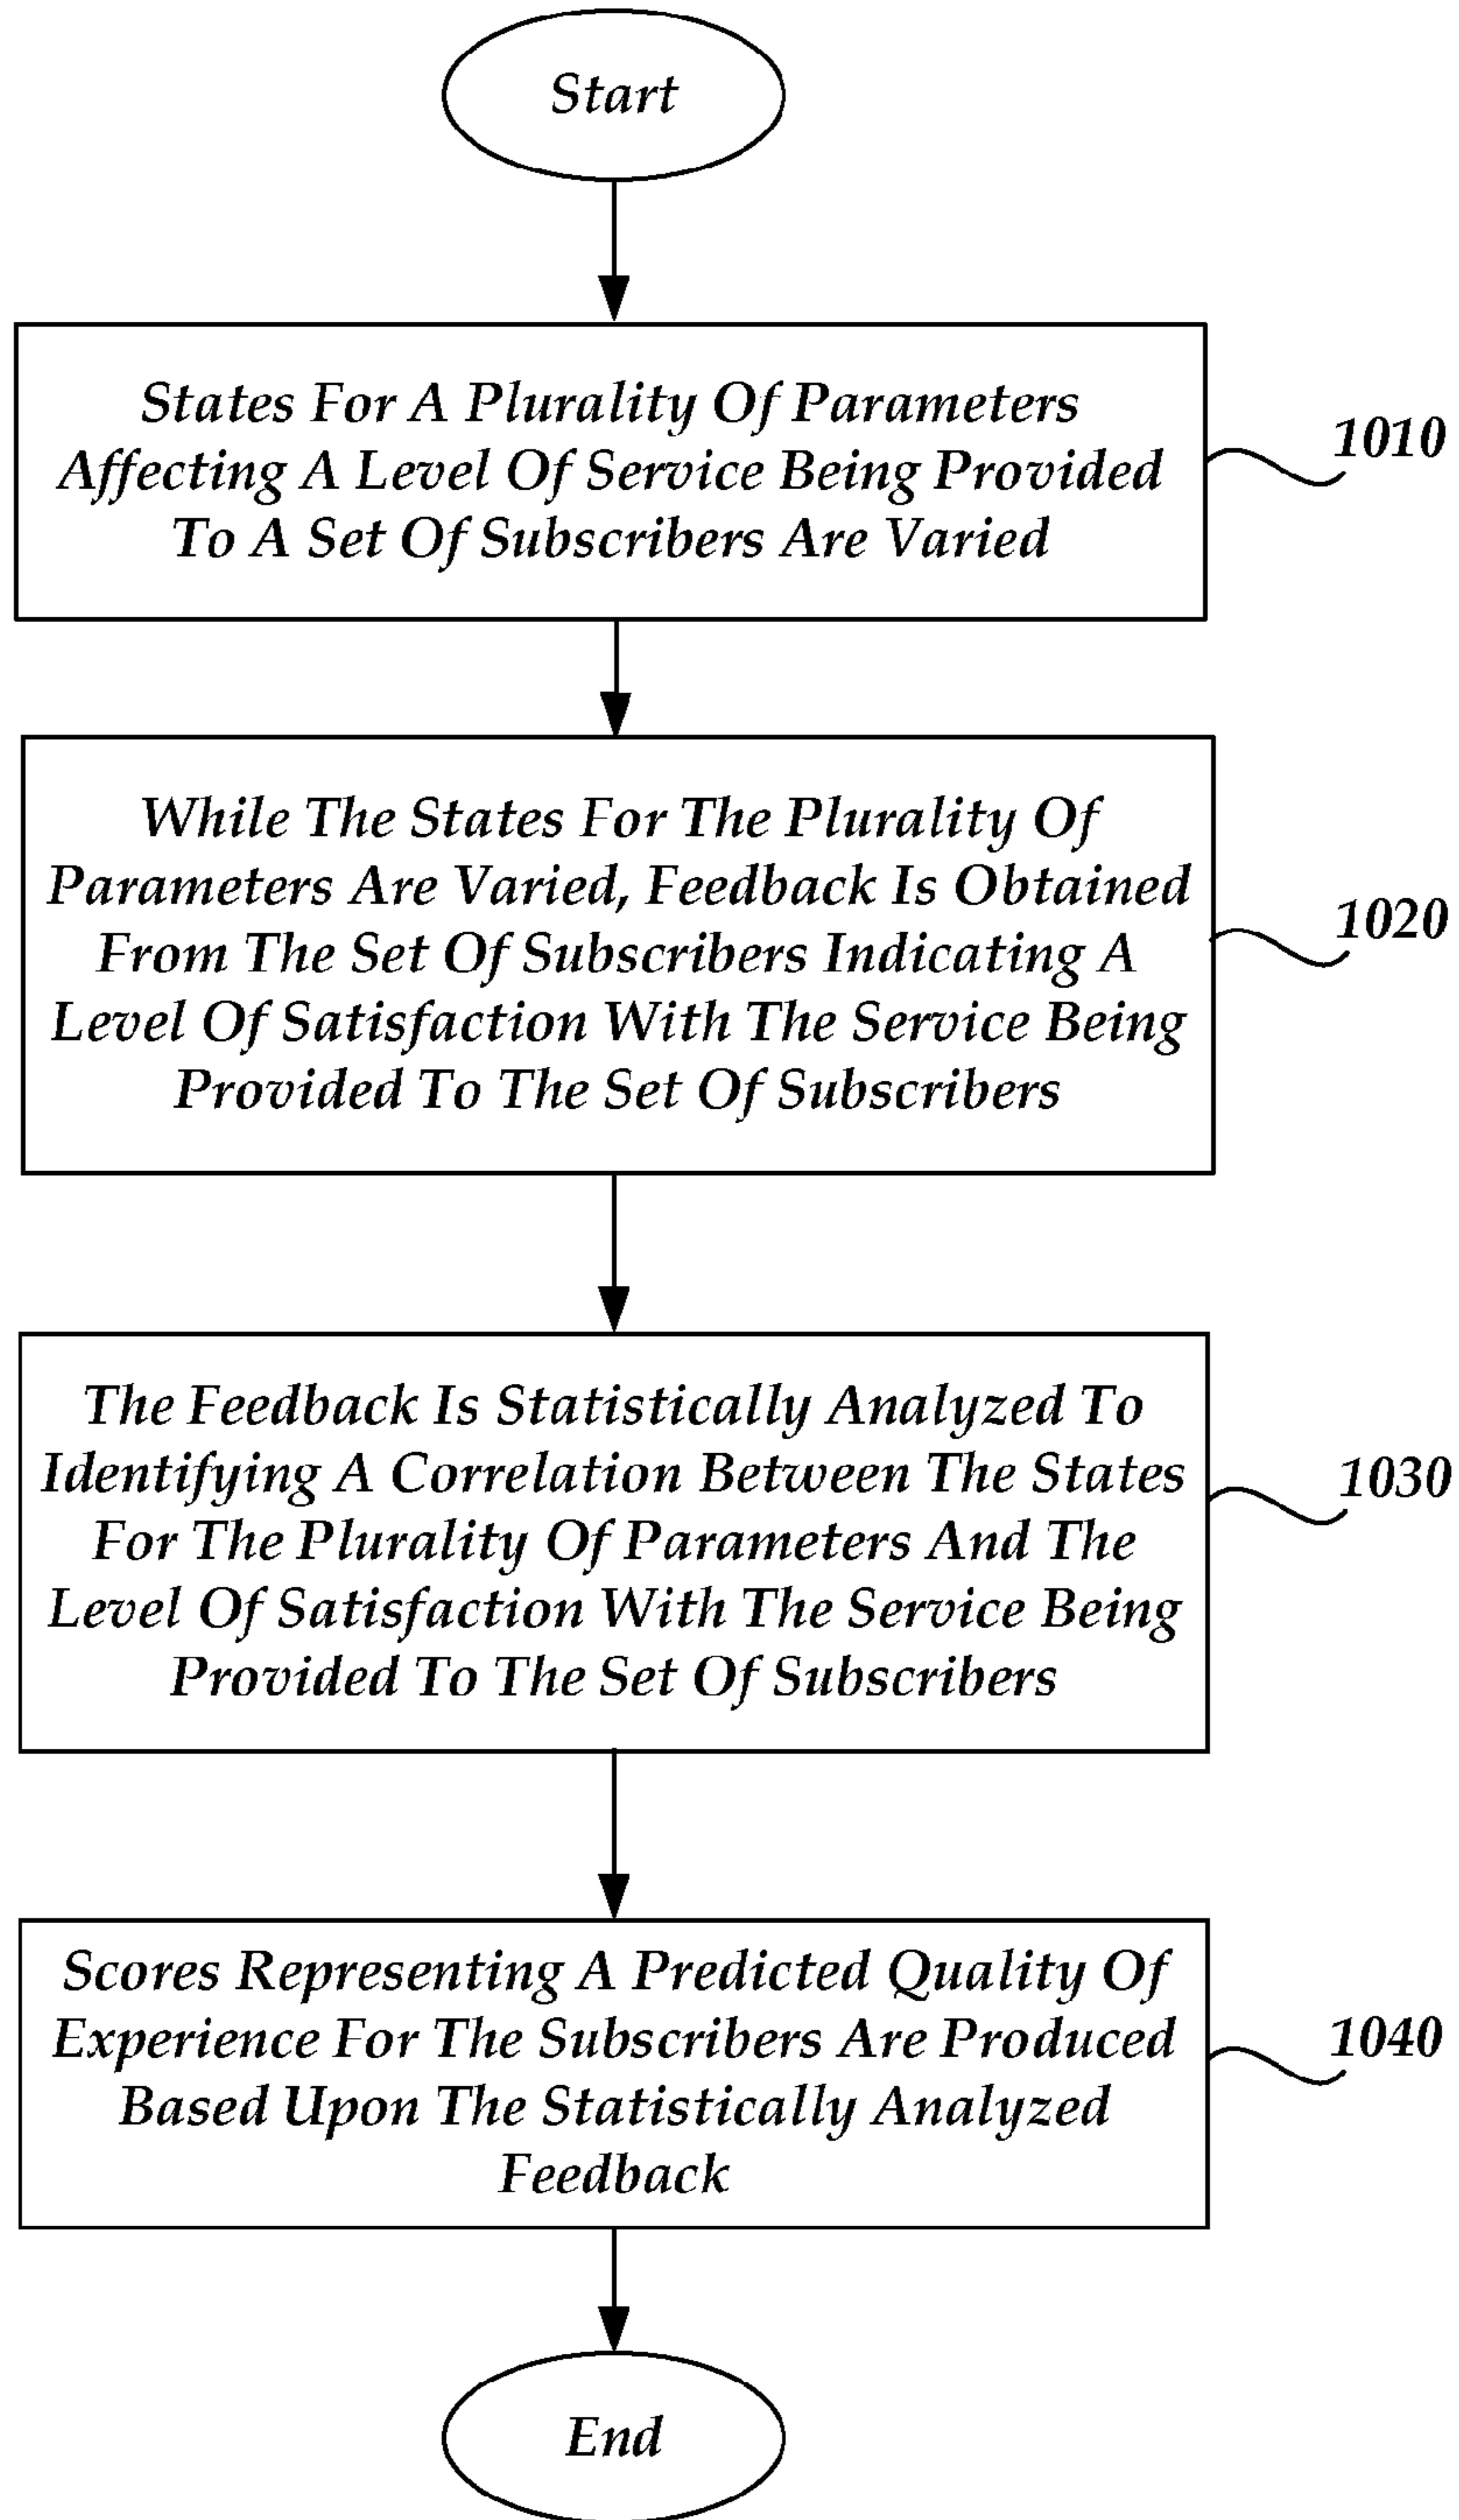 Start
States For A Plurality Of Parameters
Affecting A Level Of Service Being Provided
To A Set Of Subscribers Are Varied
1010
While The States For The Plurality Of
Parameters Are Varied, Feedback Is Obtained
From The Set Of Subscribers Indicating A
Level Of Satisfaction With The Service Being
Provided To The Set Of Subscribers
1020
The Feedback Is Statistically Analyzed To
Identifying A Correlation Between The States
For The Plurality Of Parameters And The
Level Of Satisfaction With The Service Being
Provided To The Set Of Subscribers
1030
Scores Representing A Predicted Quality Of
Experience For The Subscribers Are Produced
Based Upon The Statistically Analyzed
Feedback
1040
End